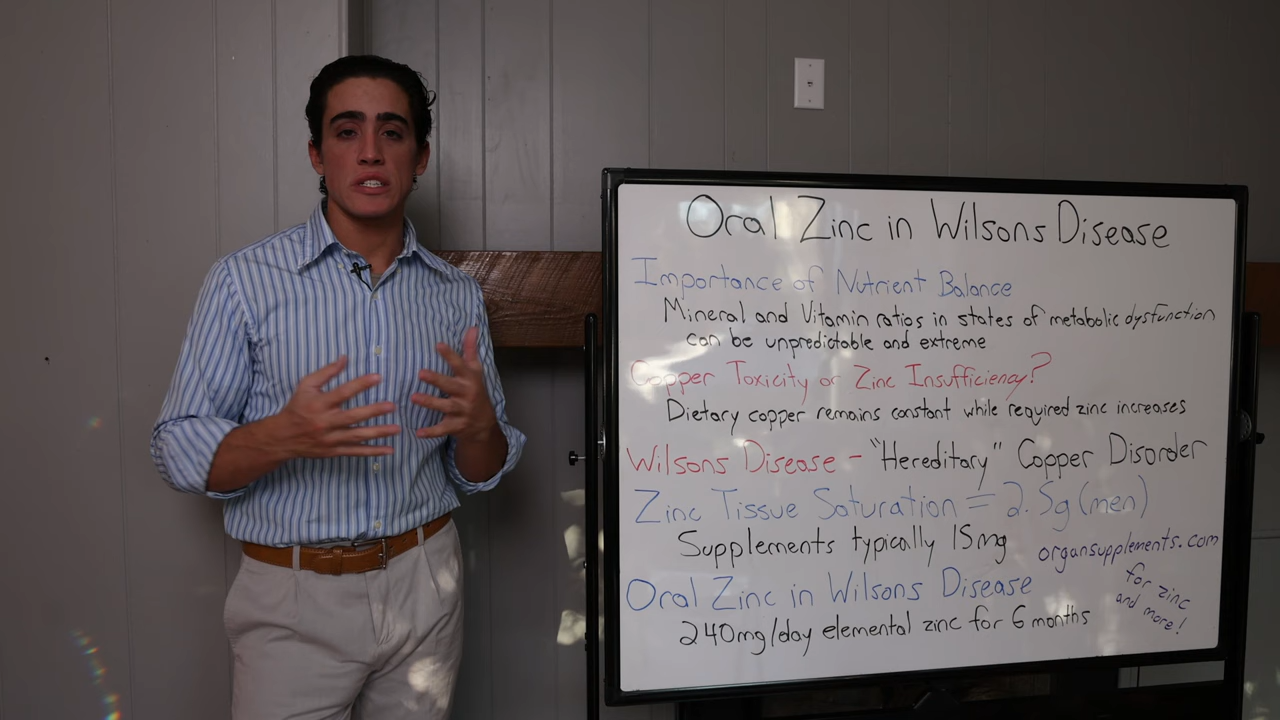 Oral Zinc in Wilsons Disease
Importance of Nutrient Balance
Mineral and Vitamin ratios in states of metabolic dysfunction
can be unpredictable and extreme
Copper Toxicity or Zinc Insufficiency?
Dietary copper remains constant while required zinc increases
Wilsons Disease - "Hereditary" Copper Disorder
Zinc Tissue Saturation = 2.5g (men)
Supplements typically 15mg
organsupplements.com
for zinc
and more!
Oral Zinc in Wilsons Disease
240mg/day elemental zinc for 6 months